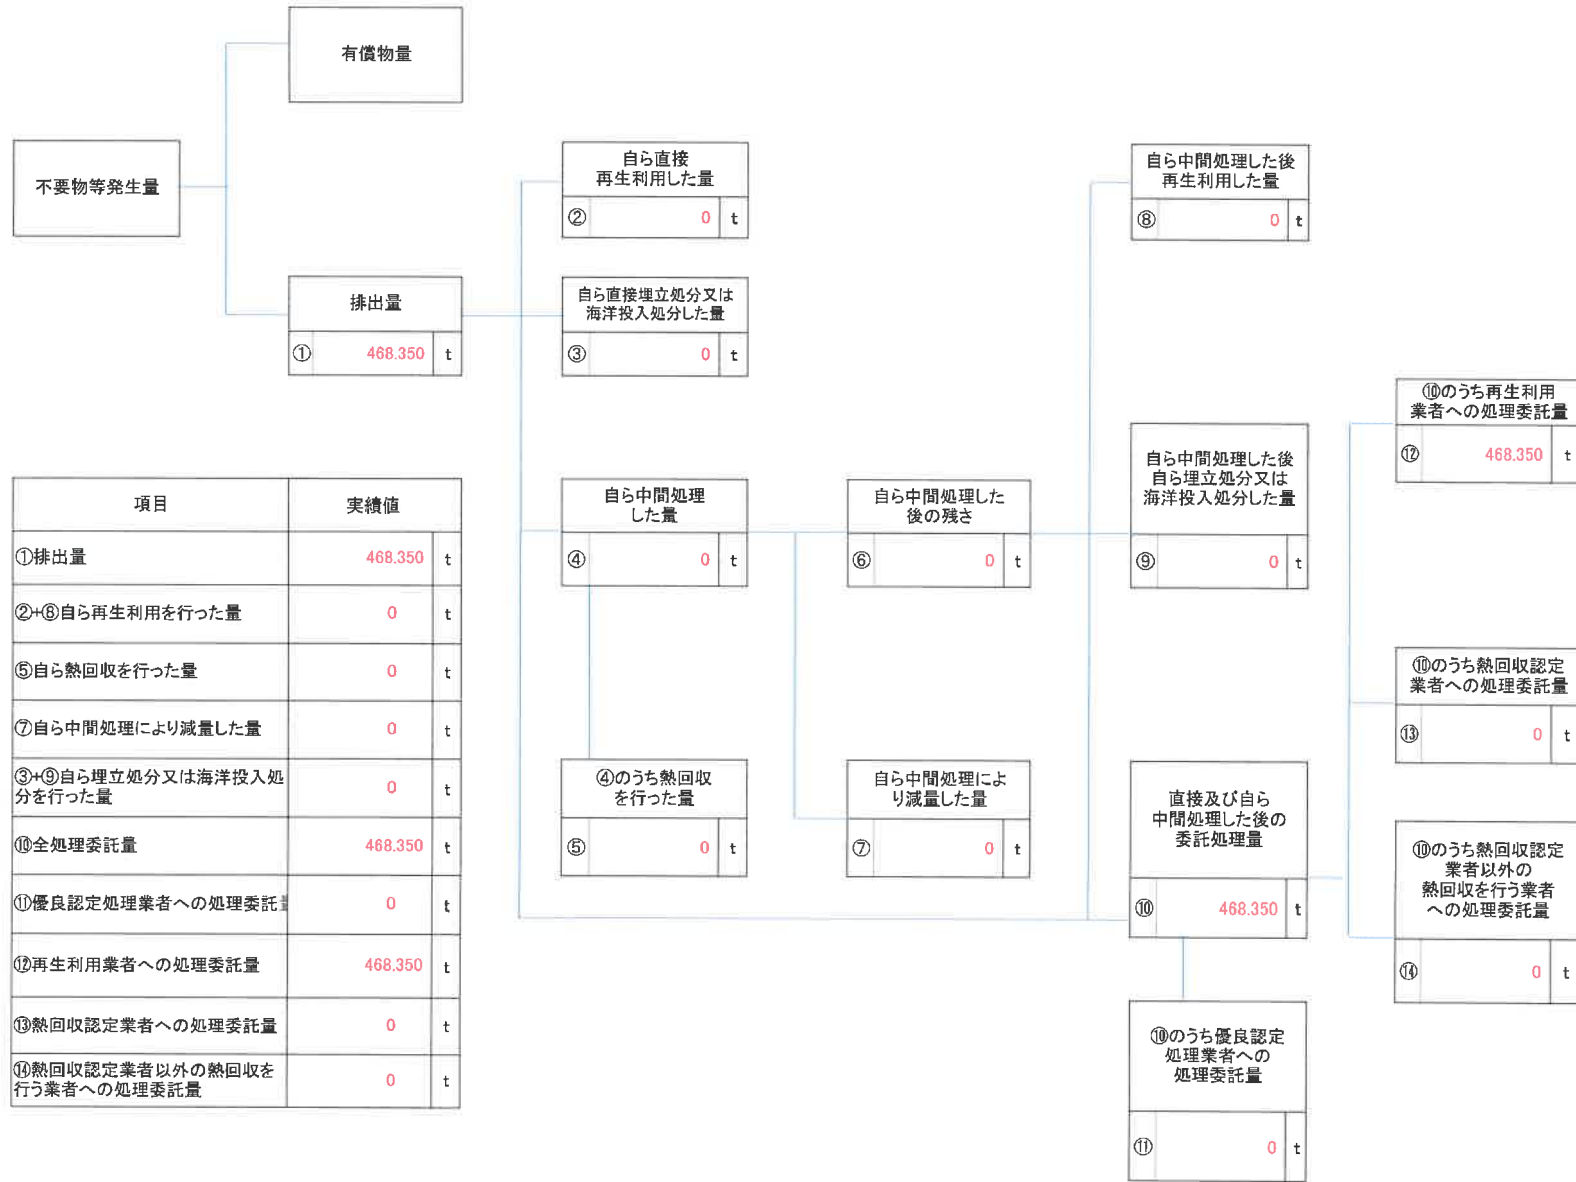 有償物量
不要物等発生量
排出量
① 468.350 t
自ら直接
再生利用した量
② 0 t
自ら直接埋立処分又は
海洋投入処分した量
③ 0 t
自ら中間処理
した量
④ 0 t
④のうち熱回収
を行った量
⑤ 0 t
自ら中間処理した
後の残さ
⑥ 0 t
自ら中間処理によ
り減量した量
⑦ 0 t
自ら中間処理した後
再生利用した量
⑧ 0 t
自ら中間処理した後
自ら埋立処分又は
海洋投入処分した量
⑨ 0 t
直接及び自ら
中間処理した後の
委託処理量
⑩ 468.350 t
⑩のうち優良認定
処理業者への
処理委託量
⑪ 0 t
⑩のうち再生利用
業者への処理委託量
⑫ 468.350 t
⑩のうち熱回収認定
業者への処理委託量
⑬ 0 t
⑩のうち熱回収認定
業者以外の
熱回収を行う業者
への処理委託量
⑭ 0 t
項目 実績値
①排出量 468.350 t
②+⑧自ら再生利用を行った量 0 t
⑤自ら熱回収を行った量 0 t
⑦自ら中間処理により減量した量 0 t
③+⑨自ら埋立処分又は海洋投入処
分を行った量 0 t
⑩全処理委託量 468.350 t
⑪優良認定処理業者への処理委託 0 t
⑫再生利用業者への処理委託量 468.350 t
⑬熱回収認定業者への処理委託量 0 t
⑭熱回収認定業者以外の熱回収を
行う業者への処理委託量 0 t